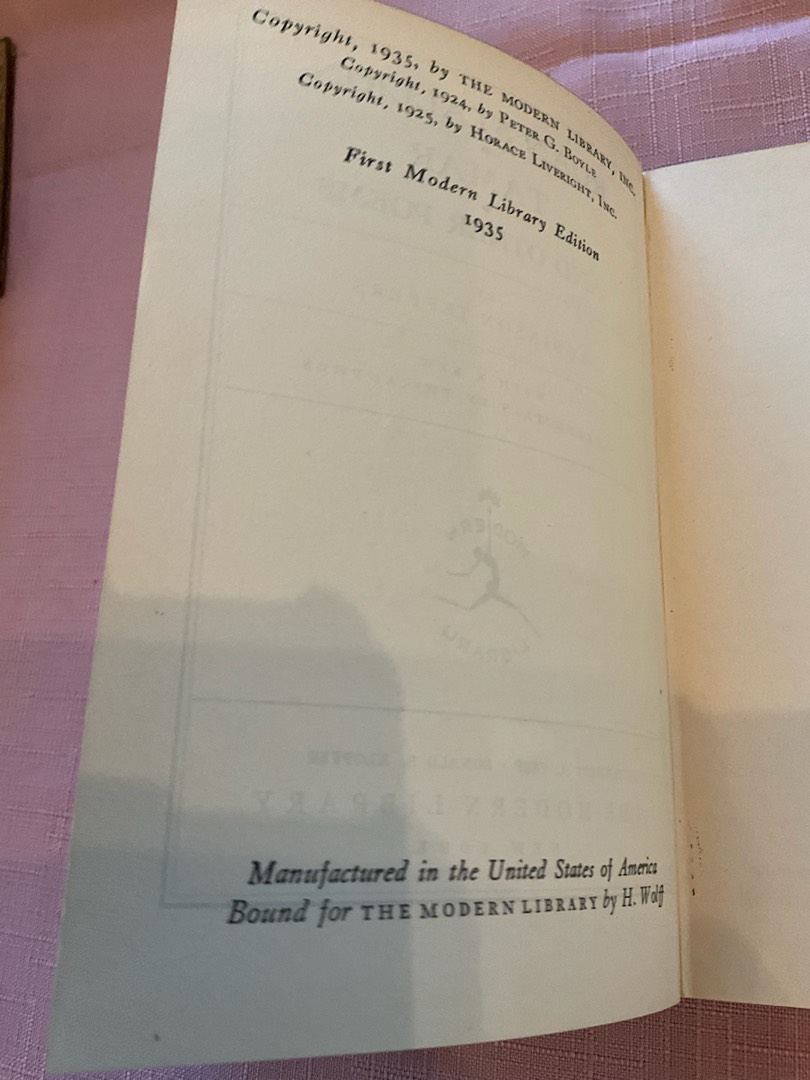 Copyright, 1935, by THE MODERN LIBRARY, INC.
Copyright, 1924, by PETER G. BOYLE
Copyright, 1925, by HORACE LIVERIGHT, INC.
First Modern Library Edition
1935
Manufactured in the United States of America
Bound for THE MODERN LIBRARY by H. Wolff